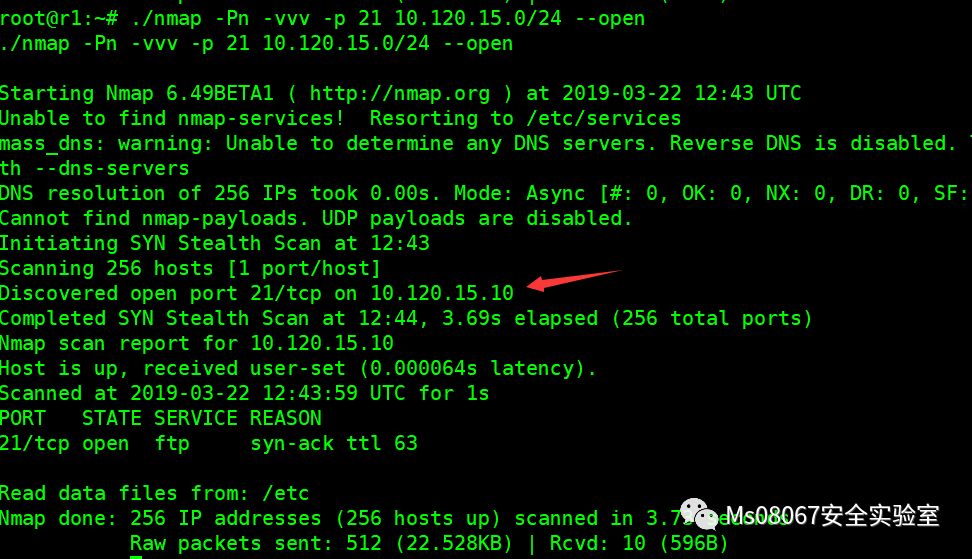 root@r1:~# ./nmap -Pn -vvv -p 21 10.120.15.0/24 --open
./nmap -Pn -vvv -p 21 10.120.15.0/24 --open
Starting Nmap 6.49BETA1 ( http://nmap.org ) at 2019-03-22 12:43 UTC
Unable to find nmap-services!  Resorting to /etc/services
mass_dns: warning: Unable to determine any DNS servers. Reverse DNS is disabled.
th --dns-servers
DNS resolution of 256 IPs took 0.00s. Mode: Async [#: 0, OK: 0, NX: 0, DR: 0, SF:
Cannot find nmap-payloads. UDP payloads are disabled.
Initiating SYN Stealth Scan at 12:43
Scanning 256 hosts [1 port/host]
Discovered open port 21/tcp on 10.120.15.10
Completed SYN Stealth Scan at 12:44, 3.69s elapsed (256 total ports)
Nmap scan report for 10.120.15.10
Host is up, received user-set (0.000064s latency).
Scanned at 2019-03-22 12:43:59 UTC for 1s
PORT   STATE SERVICE REASON
21/tcp open  ftp     syn-ack ttl 63
Read data files from: /etc
Nmap done: 256 IP addresses (256 hosts up) scanned in
Ms08067安全实验室
Raw packets sent: 512 (22.528KB) | Rcvd: 10 (596B)